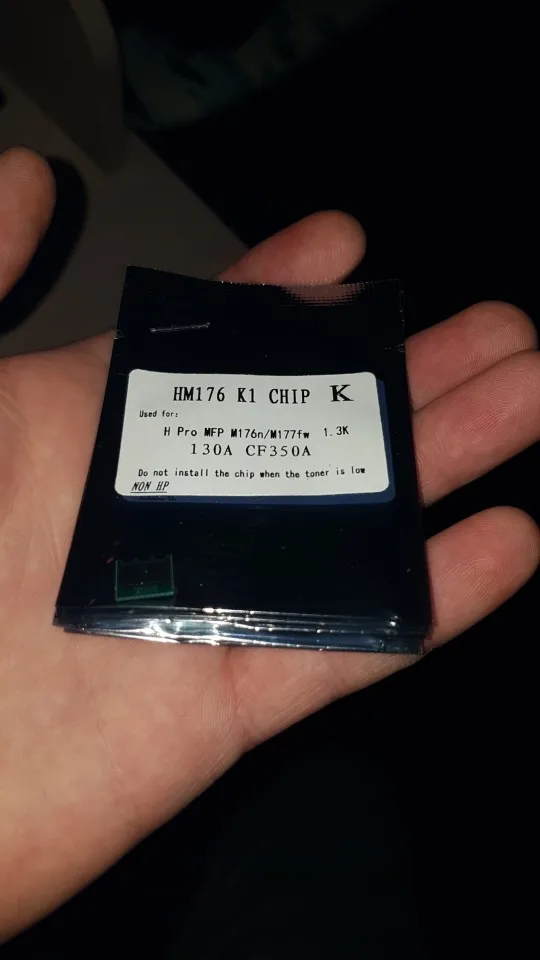 HM176 K1 CHIP K
Used for:
H Pro MFP M176n/M177fw 1.3K
130A CF350A
Do not install the chip when the toner is low
NON HP